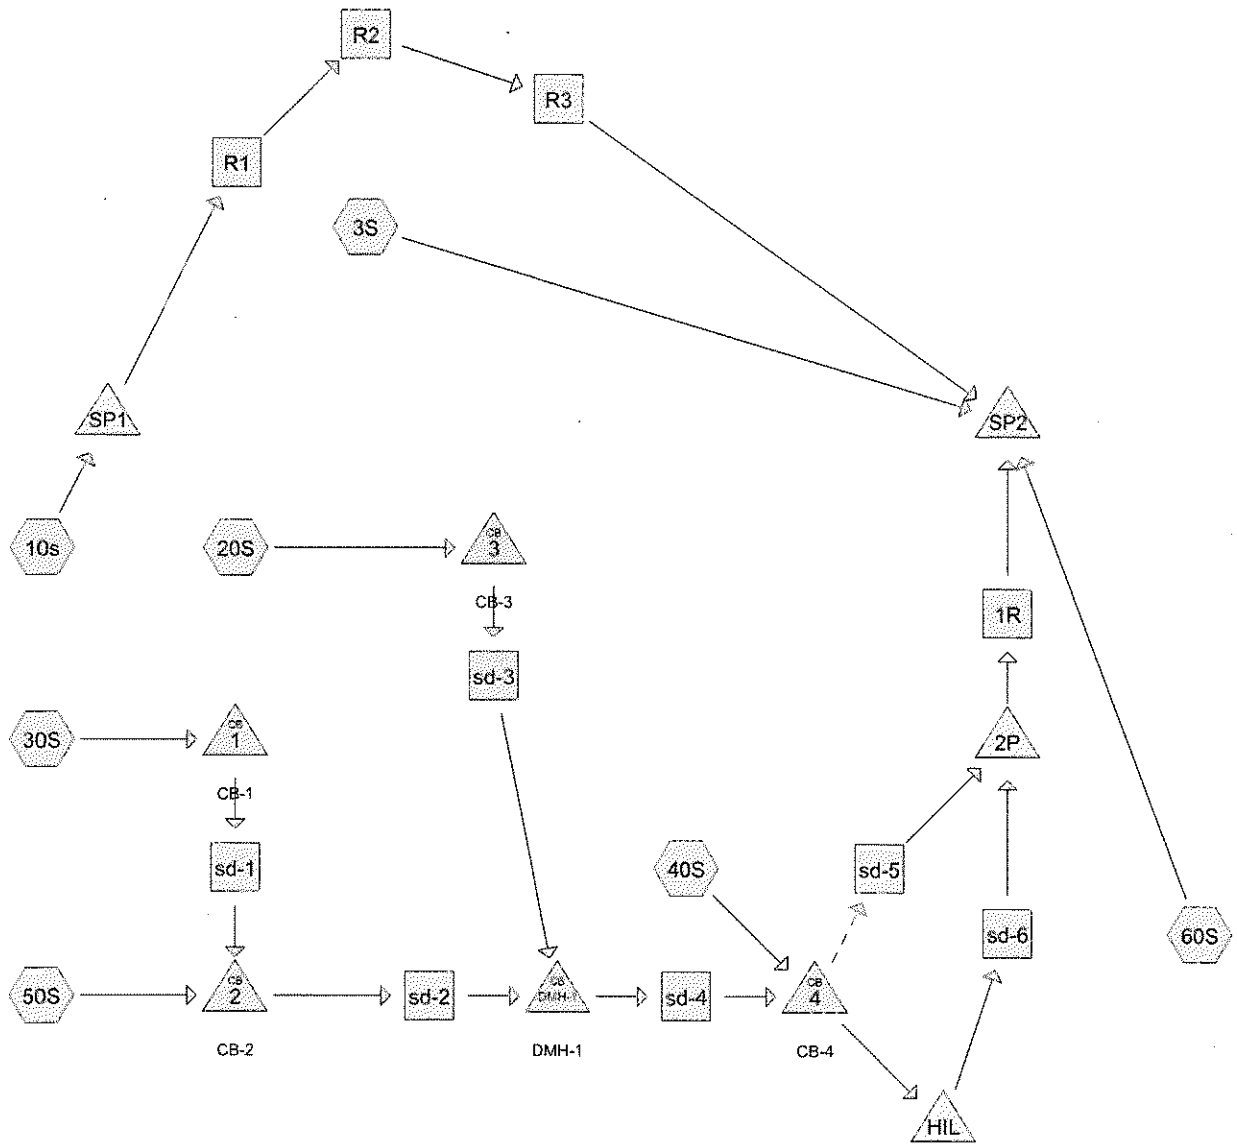 R2
R3
R1
3S
SP1
SP2
10s
20S
CB
3
CB-3
1R
sd-3
30S
CB
1
2P
CB-1
sd-1
40S
sd-5
sd-6
60S
50S
CB
2
sd-2
CB
DMH-1
sd-4
CB
4
CB-2
DMH-1
CB-4
HIL